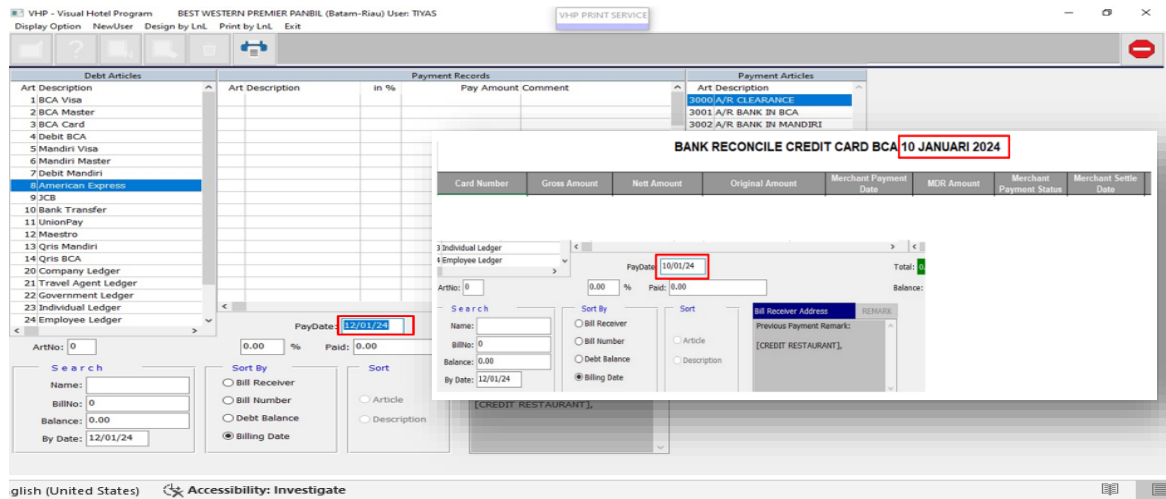 VHP - Visual Hotel Program BEST WESTERN PREMIER PANBIL (Batam-Riau) User: TIYAS
VHP PRINT SERVICE
Display Option NewUser Design by LnL Print by LnL Exit
Debt Articles Payment Records Payment Articles
Art Description Art Description in % Pay Amount Comment Art Description
1 BCA Visa 3000 A/R CLEARANCE
2 BCA Master 3001 A/R BANK IN BCA
3 BCA Card 3002 A/R BANK IN MANDIRI
4 Debit BCA
5 Mandiri Visa
6 Mandiri Master
7 Debit Mandiri
8 American Express
9 JCB
10 Bank Transfer
11 UnionPay
12 Maestro
13 Qris Mandiri
14 QRIS BCA
20 Company Ledger
21 Travel Agent Ledger
22 Government Ledger
23 Individual Ledger
24 Employee Ledger
PayDate: 12/01/24
ArtNo: 0 0.00 % Paid: 0.00
Search Sort By Sort
Name: Bill Receiver
BillNo: 0 Bill Number Article
Balance: 0.00 Debt Balance Description
By Date: 12/01/24 Billing Date
[CREDIT RESTAURANT],
BANK RECONCILE CREDIT CARD BCA 10 JANUARI 2024
Card Number Gross Amount Nett Amount Original Amount Merchant Payment Date MDR Amount Merchant Payment Status Merchant Settle Date
3 Individual Ledger
4 Employee Ledger
PayDate 10/01/24 Total: 0.
ArtNo: 0 0.00 % Paid: 0.00 Balance:
Search Sort By Sort Bill Receiver Address REMARK
Name: Bill Receiver Previous Payment Remark:
BillNo: 0 Bill Number Article [CREDIT RESTAURANT],
Balance: 0.00 Debt Balance Description
By Date: 12/01/24 Billing Date
glish (United States) Accessibility: Investigate